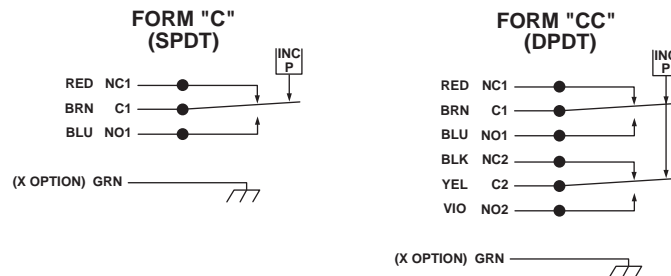 FORM "C"
(SPDT)
INC
P
RED NC1
BRN C1
BLU NO1
(X OPTION) GRN
FORM "CC"
(DPDT)
INC
P
RED NC1
BRN C1
BLU NO1
BLK NC2
YEL C2
VIO NO2
(X OPTION) GRN